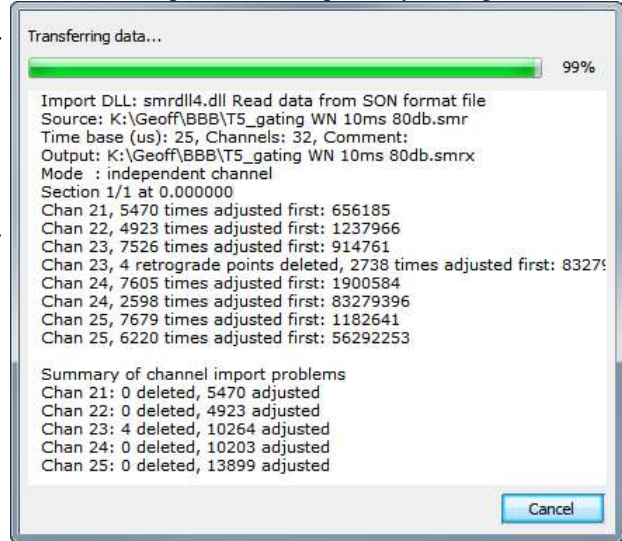 Transferring data...
99%
Import DLL: smrdll4.dll Read data from SON format file
Source: K:\Geoff\BBB\T5_gating WN 10ms 80db.smr
Time base (us): 25, Channels: 32, Comment:
Output: K:\Geoff\BBB\T5_gating WN 10ms 80db.smrx
Mode : independent channel
Section 1/1 at 0.000000
Chan 21, 5470 times adjusted first: 656185
Chan 22, 4923 times adjusted first: 1237966
Chan 23, 7526 times adjusted first: 914761
Chan 23, 4 retrograde points deleted, 2738 times adjusted first: 83279
Chan 24, 7605 times adjusted first: 1900584
Chan 24, 2598 times adjusted first: 83279396
Chan 25, 7679 times adjusted first: 1182641
Chan 25, 6220 times adjusted first: 56292253
Summary of channel import problems
Chan 21: 0 deleted, 5470 adjusted
Chan 22: 0 deleted, 4923 adjusted
Chan 23: 4 deleted, 10264 adjusted
Chan 24: 0 deleted, 10203 adjusted
Chan 25: 0 deleted, 13899 adjusted
Cancel